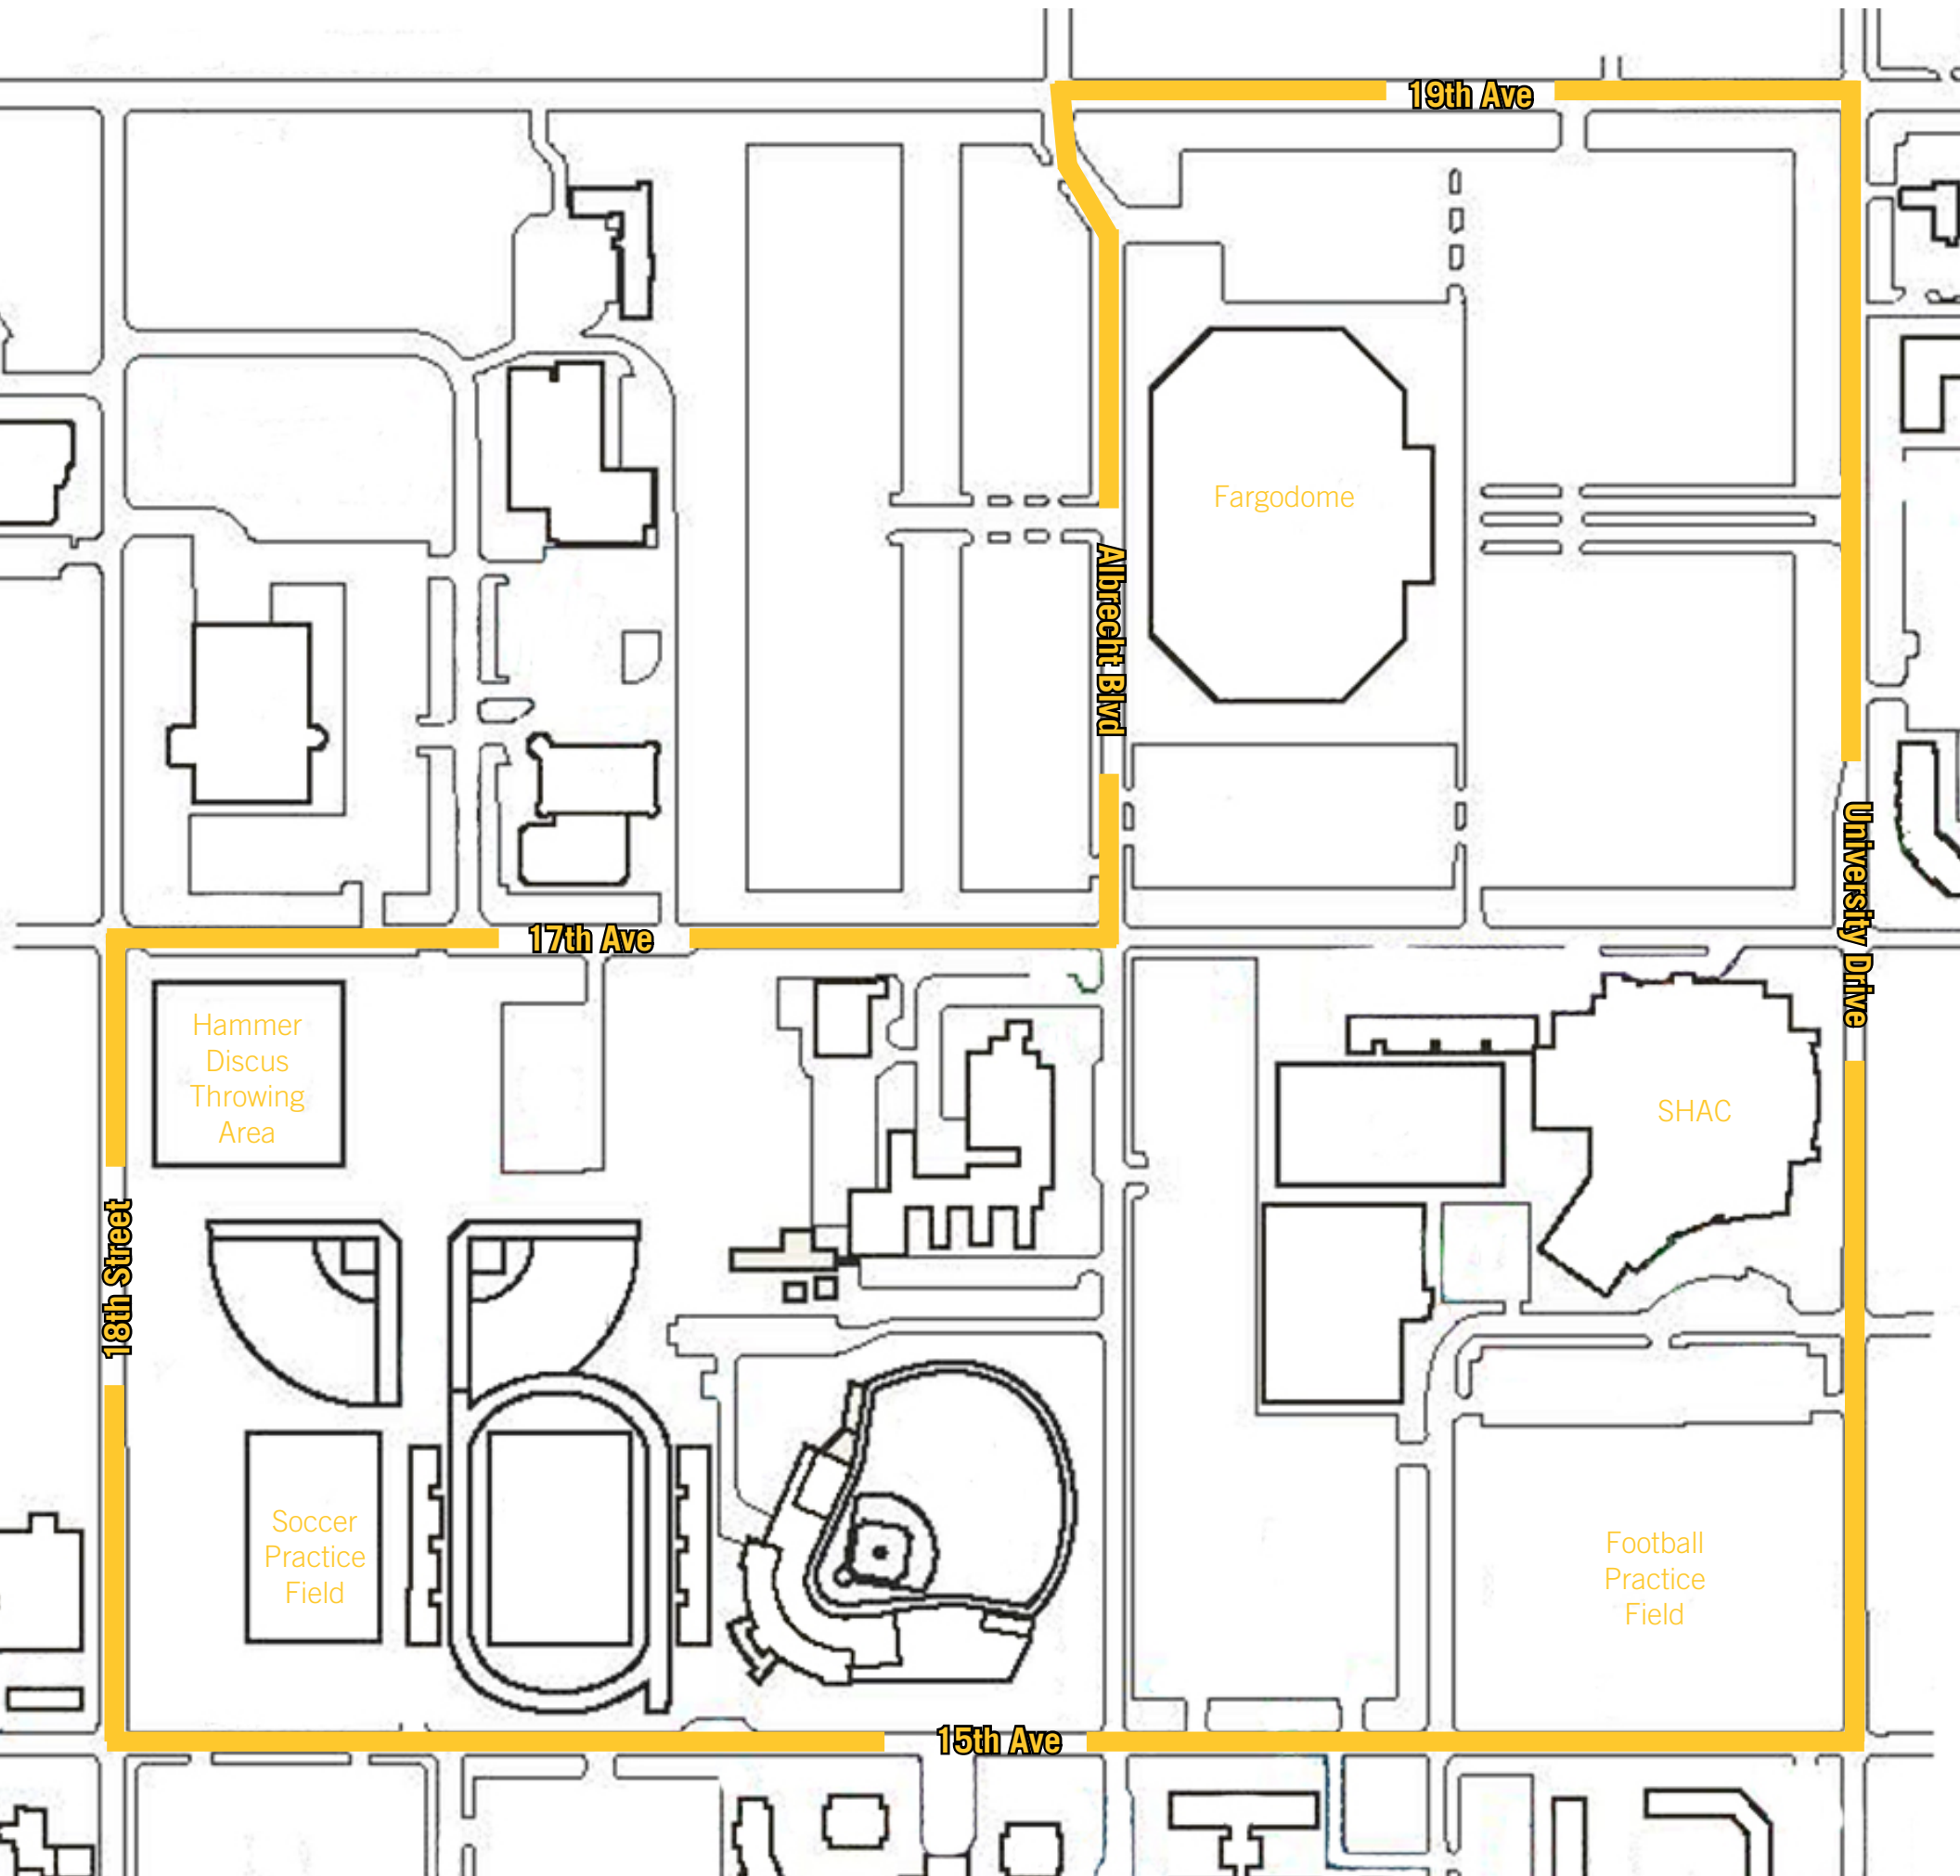 19th Ave
Fargodome
Albrecht Blvd
University Drive
17th Ave
Hammer
Discus
Throwing
Area
SHAC
18th Street
Soccer
Practice
Field
Football
Practice
Field
15th Ave